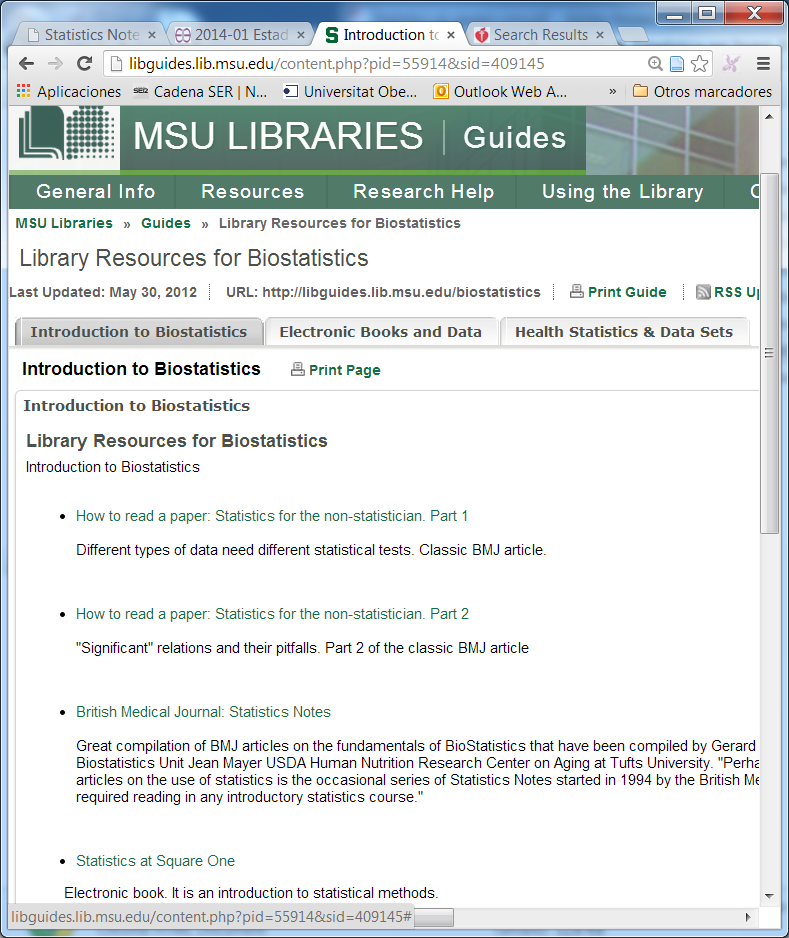 Statistics Note
2014-01 Estad
Introduction to
Search Results
libguides.lib.msu.edu/content.php?pid=55914&sid=409145
Aplicaciones
SER
Cadena SER | N...
Universitat Obe...
Outlook Web A...
»
Otros marcadores
MSU LIBRARIES | Guides
General Info
Resources
Research Help
Using the Library
MSU Libraries » Guides » Library Resources for Biostatistics
Library Resources for Biostatistics
Last Updated: May 30, 2012
URL: http://libguides.lib.msu.edu/biostatistics
Print Guide
RSS Up
Introduction to Biostatistics
Electronic Books and Data
Health Statistics & Data Sets
Introduction to Biostatistics
Print Page
Introduction to Biostatistics
Library Resources for Biostatistics
Introduction to Biostatistics
• How to read a paper: Statistics for the non-statistician. Part 1
Different types of data need different statistical tests. Classic BMJ article.
• How to read a paper: Statistics for the non-statistician. Part 2
"Significant" relations and their pitfalls. Part 2 of the classic BMJ article
• British Medical Journal: Statistics Notes
Great compilation of BMJ articles on the fundamentals of BioStatistics that have been compiled by Gerard
Biostatistics Unit Jean Mayer USDA Human Nutrition Research Center on Aging at Tufts University. "Perha
articles on the use of statistics is the occasional series of Statistics Notes started in 1994 by the British Me
required reading in any introductory statistics course."
• Statistics at Square One
Electronic book. It is an introduction to statistical methods.
libguides.lib.msu.edu/content.php?pid=55914&sid=409145#